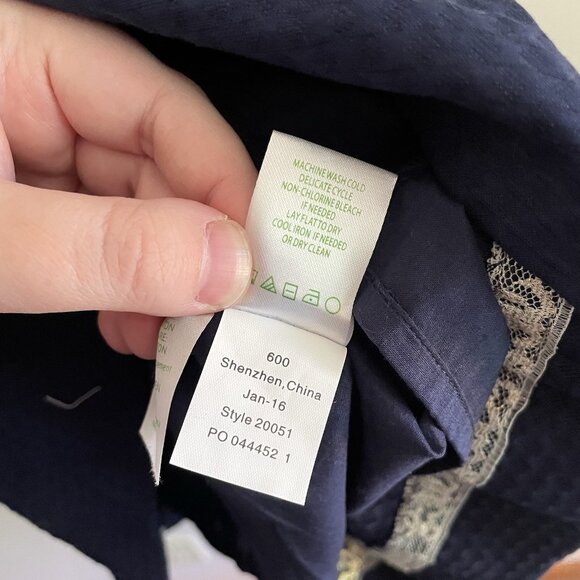 MACHINE WASH COLD
DELICATE CYCLE
NON-CHLORINE BLEACH
IF NEEDED
LAY FLAT TO DRY
COOL IRON IF NEEDED
OR DRY CLEAN
600
Shenzhen,China
Jan-16
Style 20051
PO 044452 1